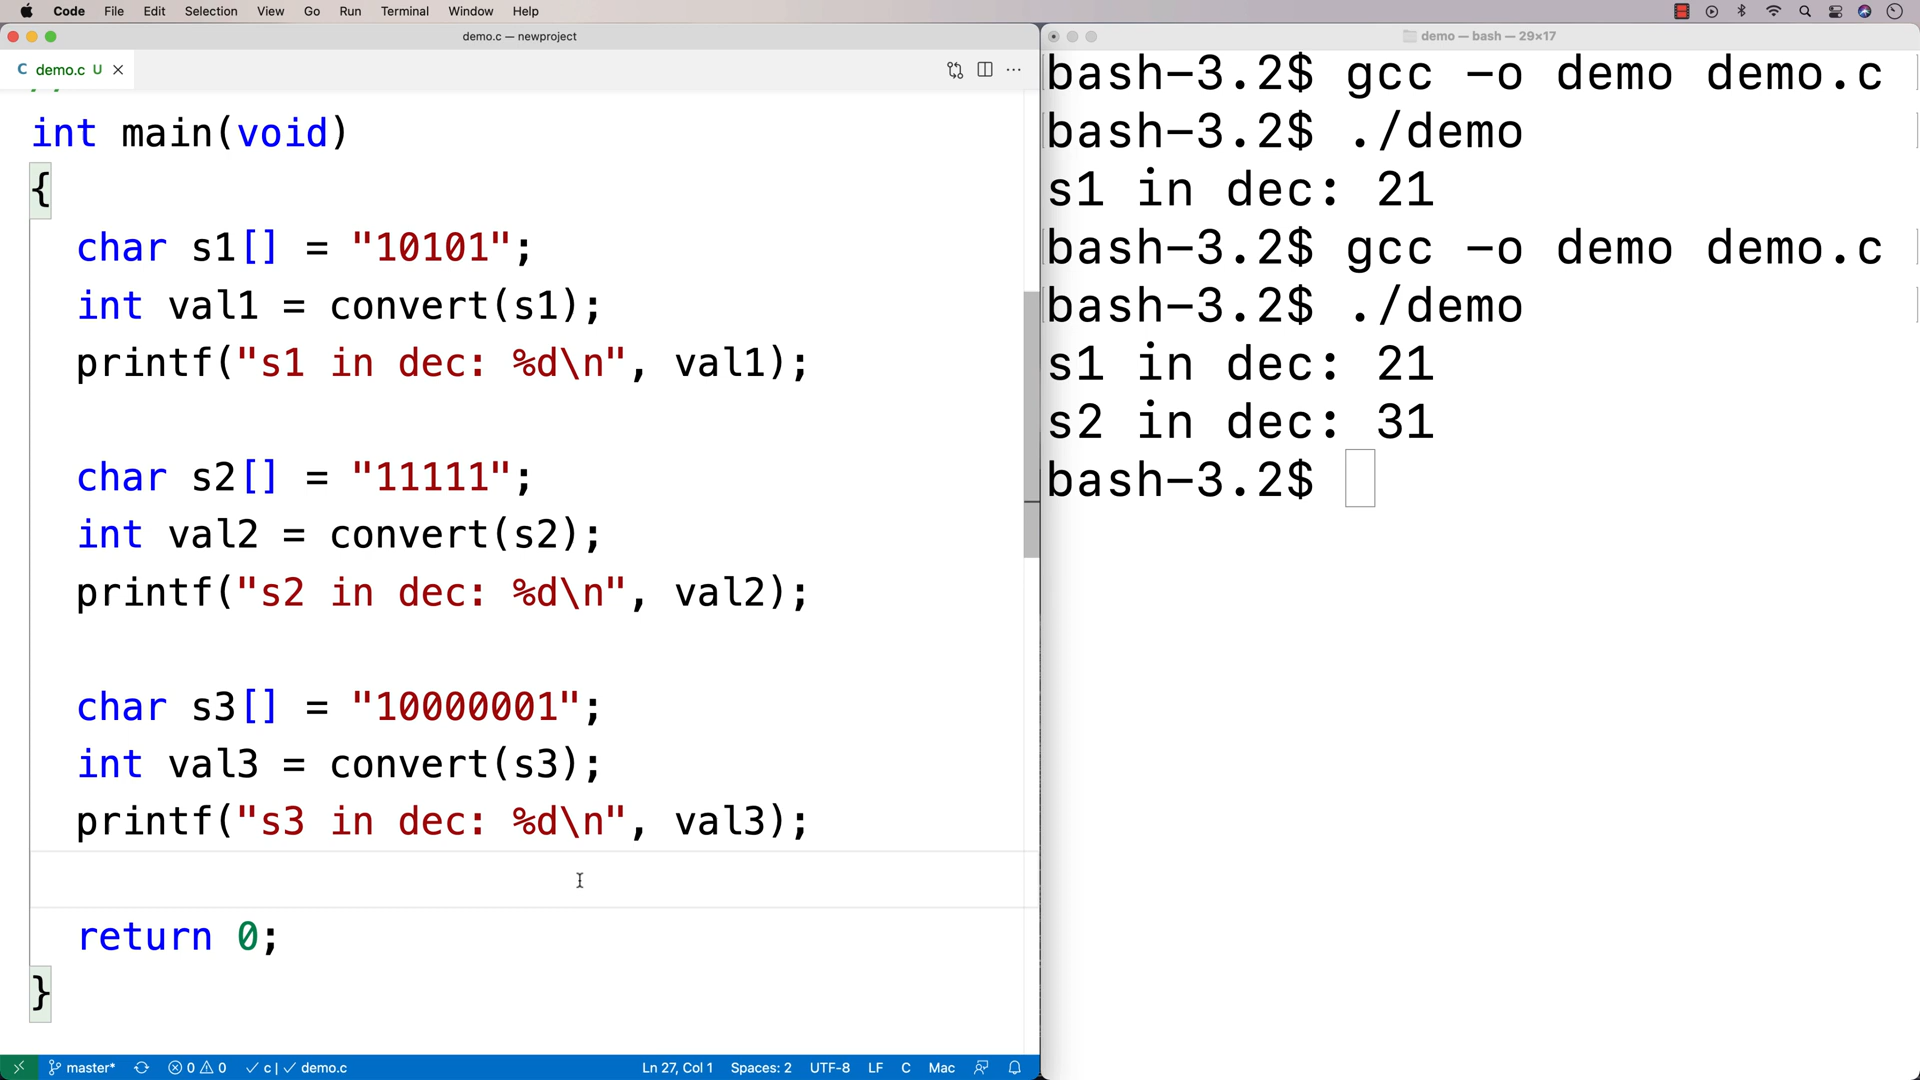 Code File Edit Selection View Go Run Terminal Window Help
demo.c — newproject
C demo.c U
int main(void)
{
char s1[] = "10101";
int val1 = convert(s1);
printf("s1 in dec: %d\n", val1);
char s2[] = "11111";
int val2 = convert(s2);
printf("s2 in dec: %d\n", val2);
char s3[] = "10000001";
int val3 = convert(s3);
printf("s3 in dec: %d\n", val3);
return 0;
}
master* 0 0 c | demo.c Ln 27, Col 1 Spaces: 2 UTF-8 LF C Mac
demo — bash — 29×17
bash-3.2$ gcc -o demo demo.c
bash-3.2$ ./demo
s1 in dec: 21
bash-3.2$ gcc -o demo demo.c
bash-3.2$ ./demo
s1 in dec: 21
s2 in dec: 31
bash-3.2$